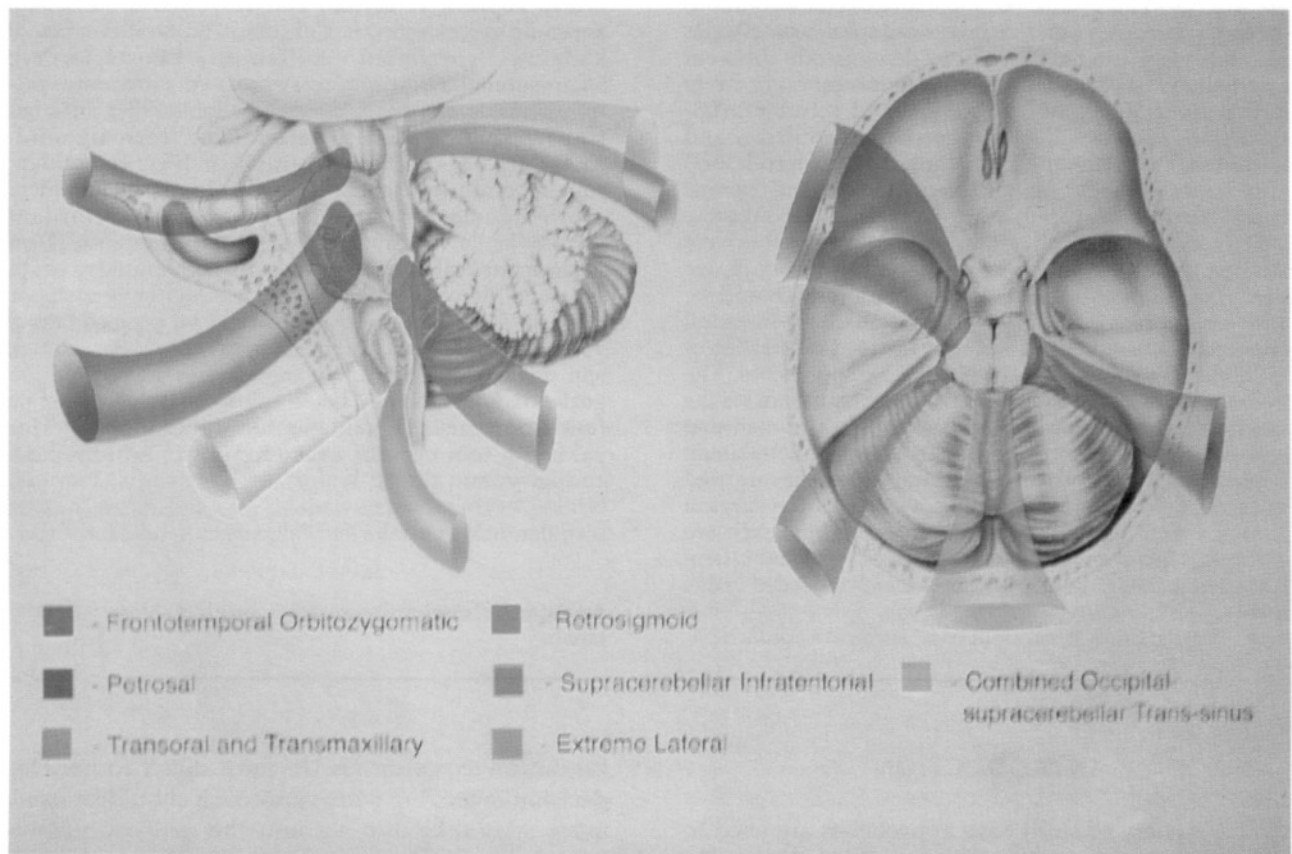 - Frontotemporal Orbitozygomatic
- Petrosal
- Transoral and Transmaxillary
- Retrosigmoid
- Supracerebellar Infratentorial
- Extreme Lateral
- Combined Occipital
supracerebellar Trans-sinus